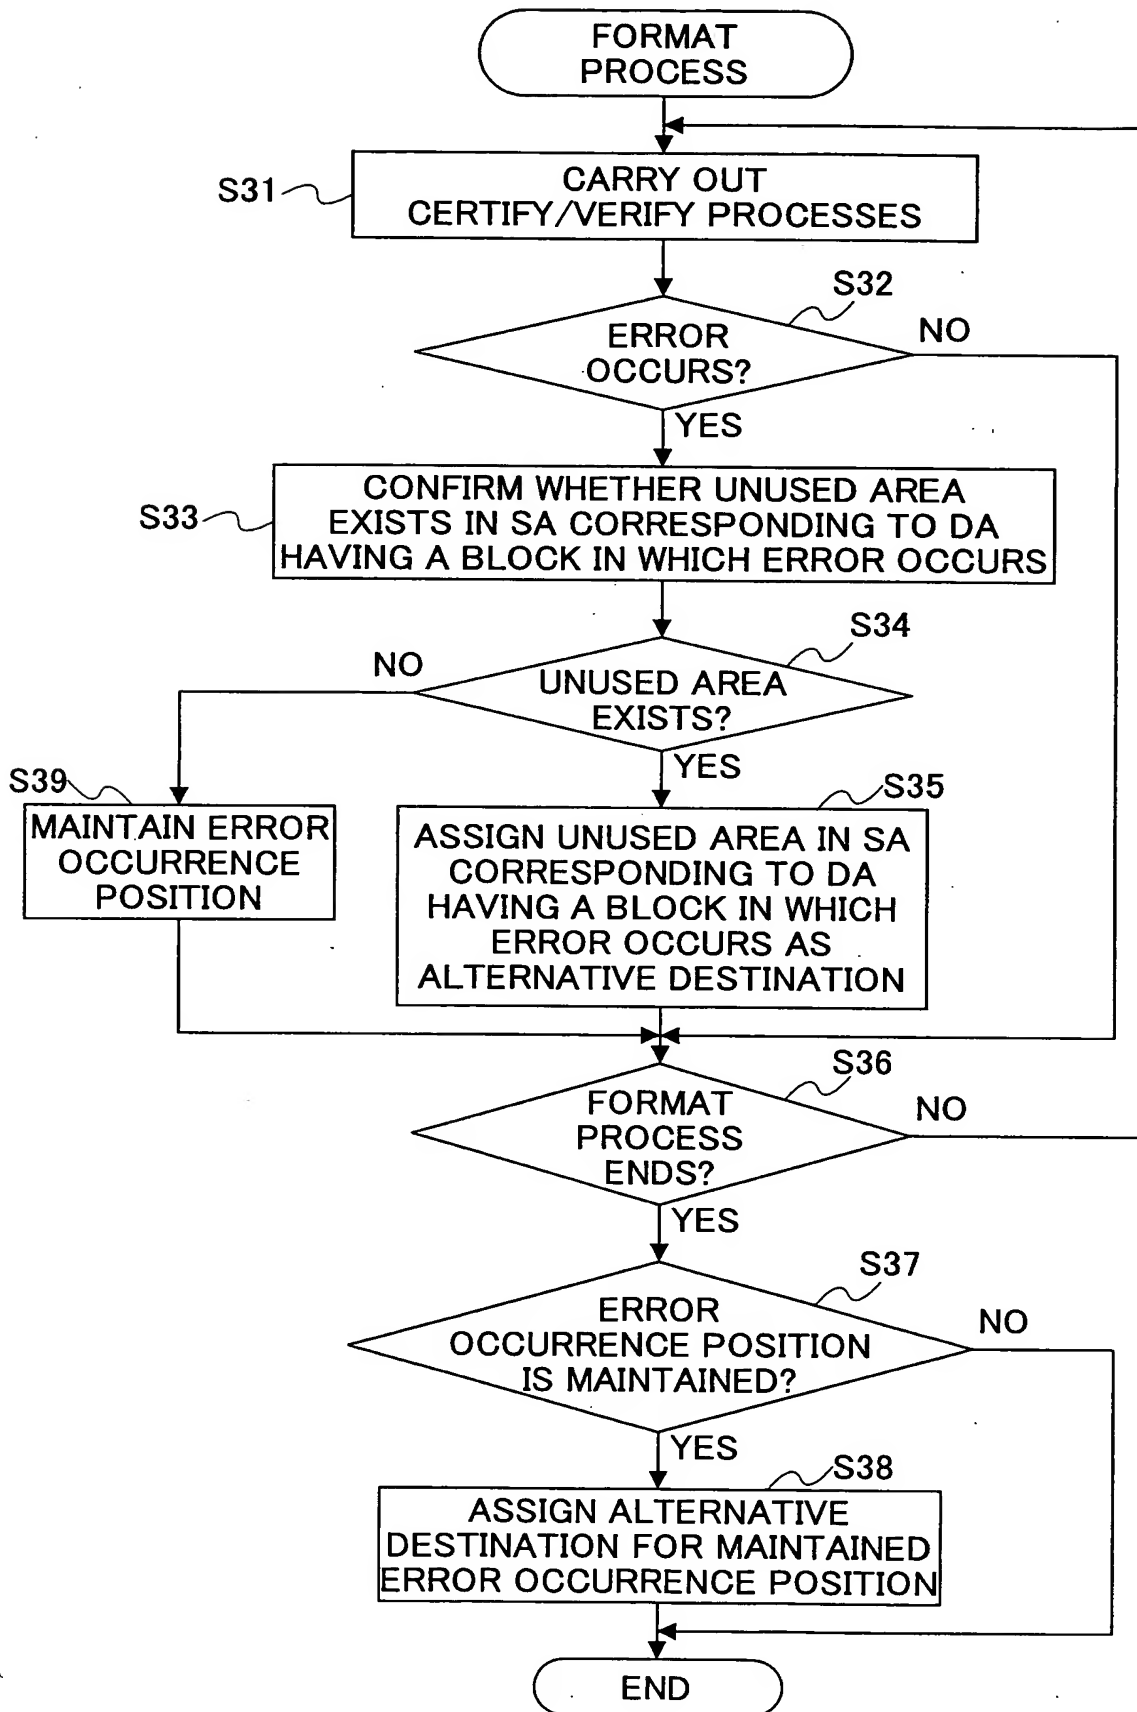 FORMAT
PROCESS
S31
CARRY OUT
CERTIFY/VERIFY PROCESSES
S32
ERROR
OCCURS?
NO
YES
S33
CONFIRM WHETHER UNUSED AREA
EXISTS IN SA CORRESPONDING TO DA
HAVING A BLOCK IN WHICH ERROR OCCURS
S34
NO
UNUSED AREA
EXISTS?
YES
S39
MAINTAIN ERROR
OCCURRENCE
POSITION
S35
ASSIGN UNUSED AREA IN SA
CORRESPONDING TO DA
HAVING A BLOCK IN WHICH
ERROR OCCURS AS
ALTERNATIVE DESTINATION
S36
FORMAT
PROCESS
ENDS?
NO
YES
S37
ERROR
OCCURRENCE POSITION
IS MAINTAINED?
NO
YES
S38
ASSIGN ALTERNATIVE
DESTINATION FOR MAINTAINED
ERROR OCCURRENCE POSITION
END